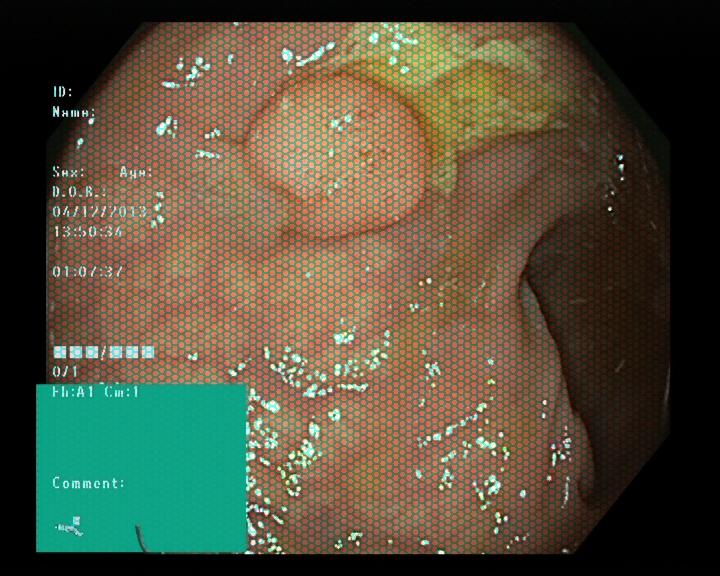 ID:
Name:
Sex: Age:
D.O.B.:
04/12/2013
13:50:34
01:07:37
■■■/■■■
0/1
Eh:A1 Cm:1
Comment: